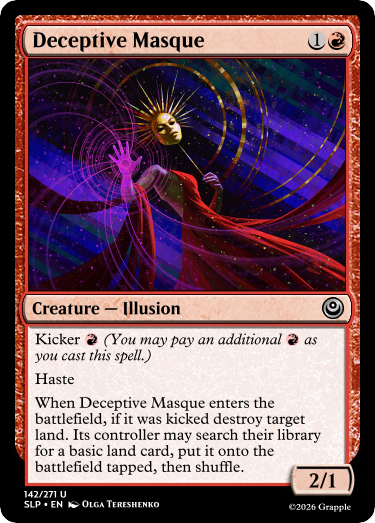 Deceptive Masque 1
Creature — Illusion
Kicker (You may pay an additional as
you cast this spell.)
Haste
When Deceptive Masque enters the
battlefield, if it was kicked destroy target
land. Its controller may search their library
for a basic land card, put it onto the
battlefield tapped, then shuffle.
2/1
142/271 U
SLP • EN Olga Tereshenko
©2026 Grapple